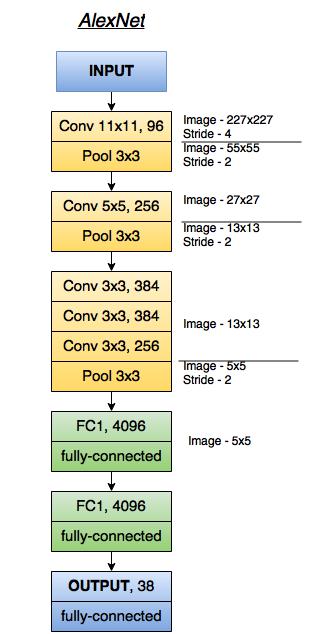 AlexNet
INPUT
Conv 11x11, 96
Pool 3x3
Image - 227x227
Stride - 4
Image - 55x55
Stride - 2
Conv 5x5, 256
Pool 3x3
Image - 27x27
Image - 13x13
Stride - 2
Conv 3x3, 384
Conv 3x3, 384
Conv 3x3, 256
Pool 3x3
Image - 13x13
Image - 5x5
Stride - 2
FC1, 4096
fully-connected
Image - 5x5
FC1, 4096
fully-connected
OUTPUT, 38
fully-connected